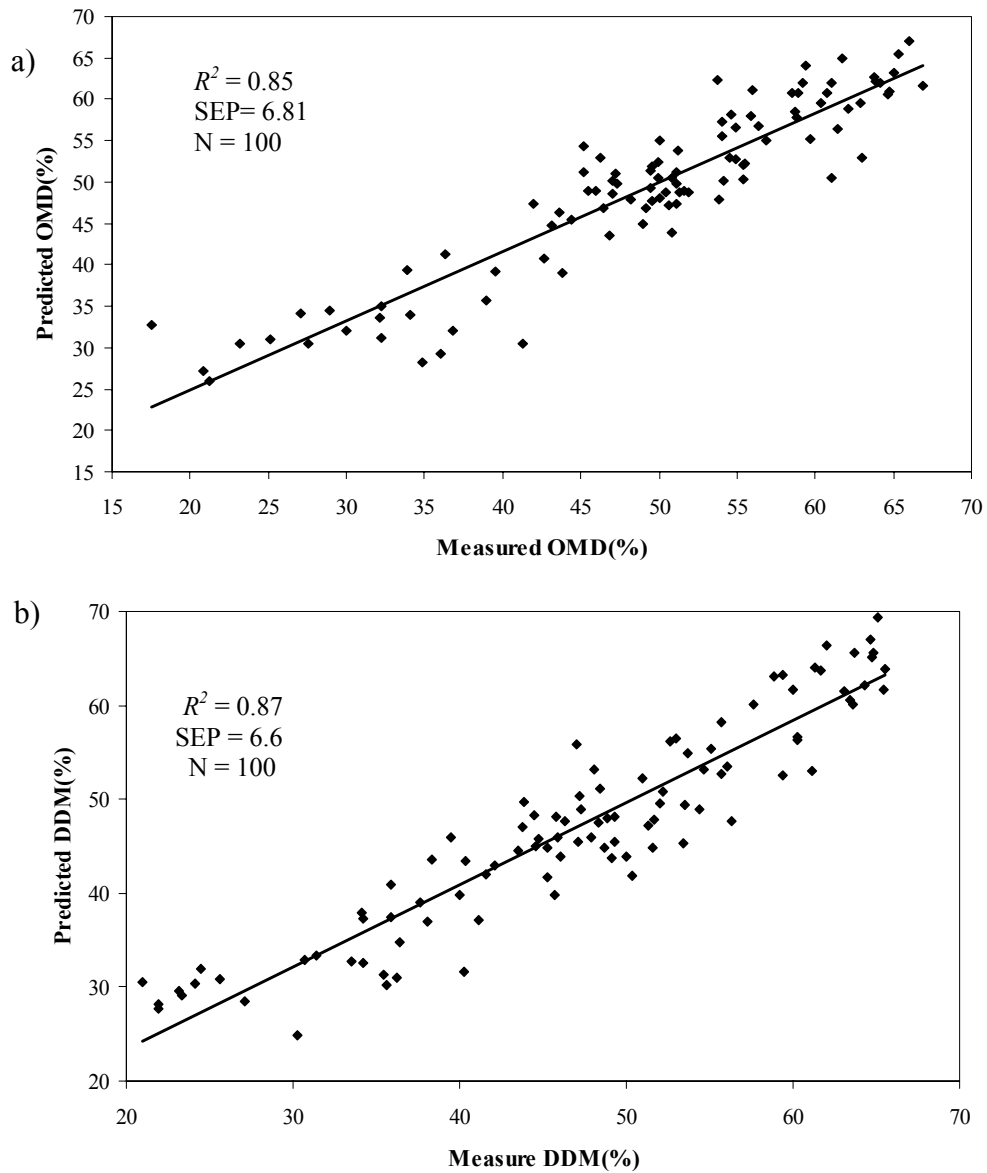 a)
R² = 0.85
SEP= 6.81
N = 100
Predicted OMD(%)
70
65
60
55
50
45
40
35
30
25
20
15
15 20 25 30 35 40 45 50 55 60 65 70
Measured OMD(%)
b)
R² = 0.87
SEP = 6.6
N = 100
Predicted DDM(%)
70
60
50
40
30
20
20 30 40 50 60 70
Measure DDM(%)